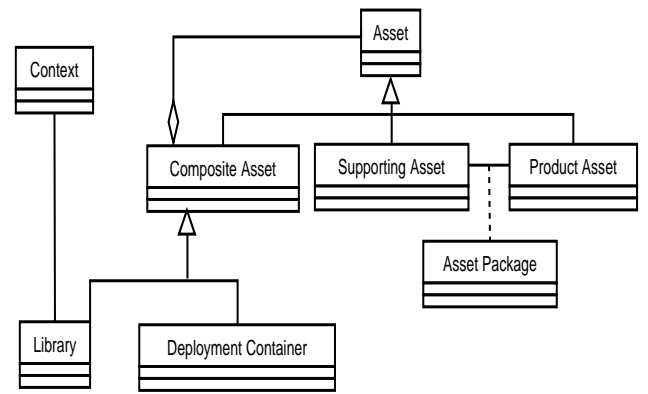 Asset
Context
Composite Asset
Supporting Asset
Product Asset
Asset Package
Library
Deployment Container